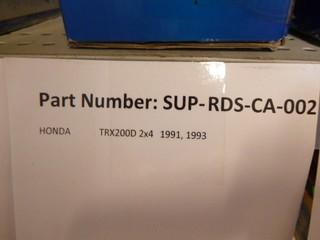 Part Number: SUP-RDS-CA-002
HONDA TRX200D 2x4 1991, 1993